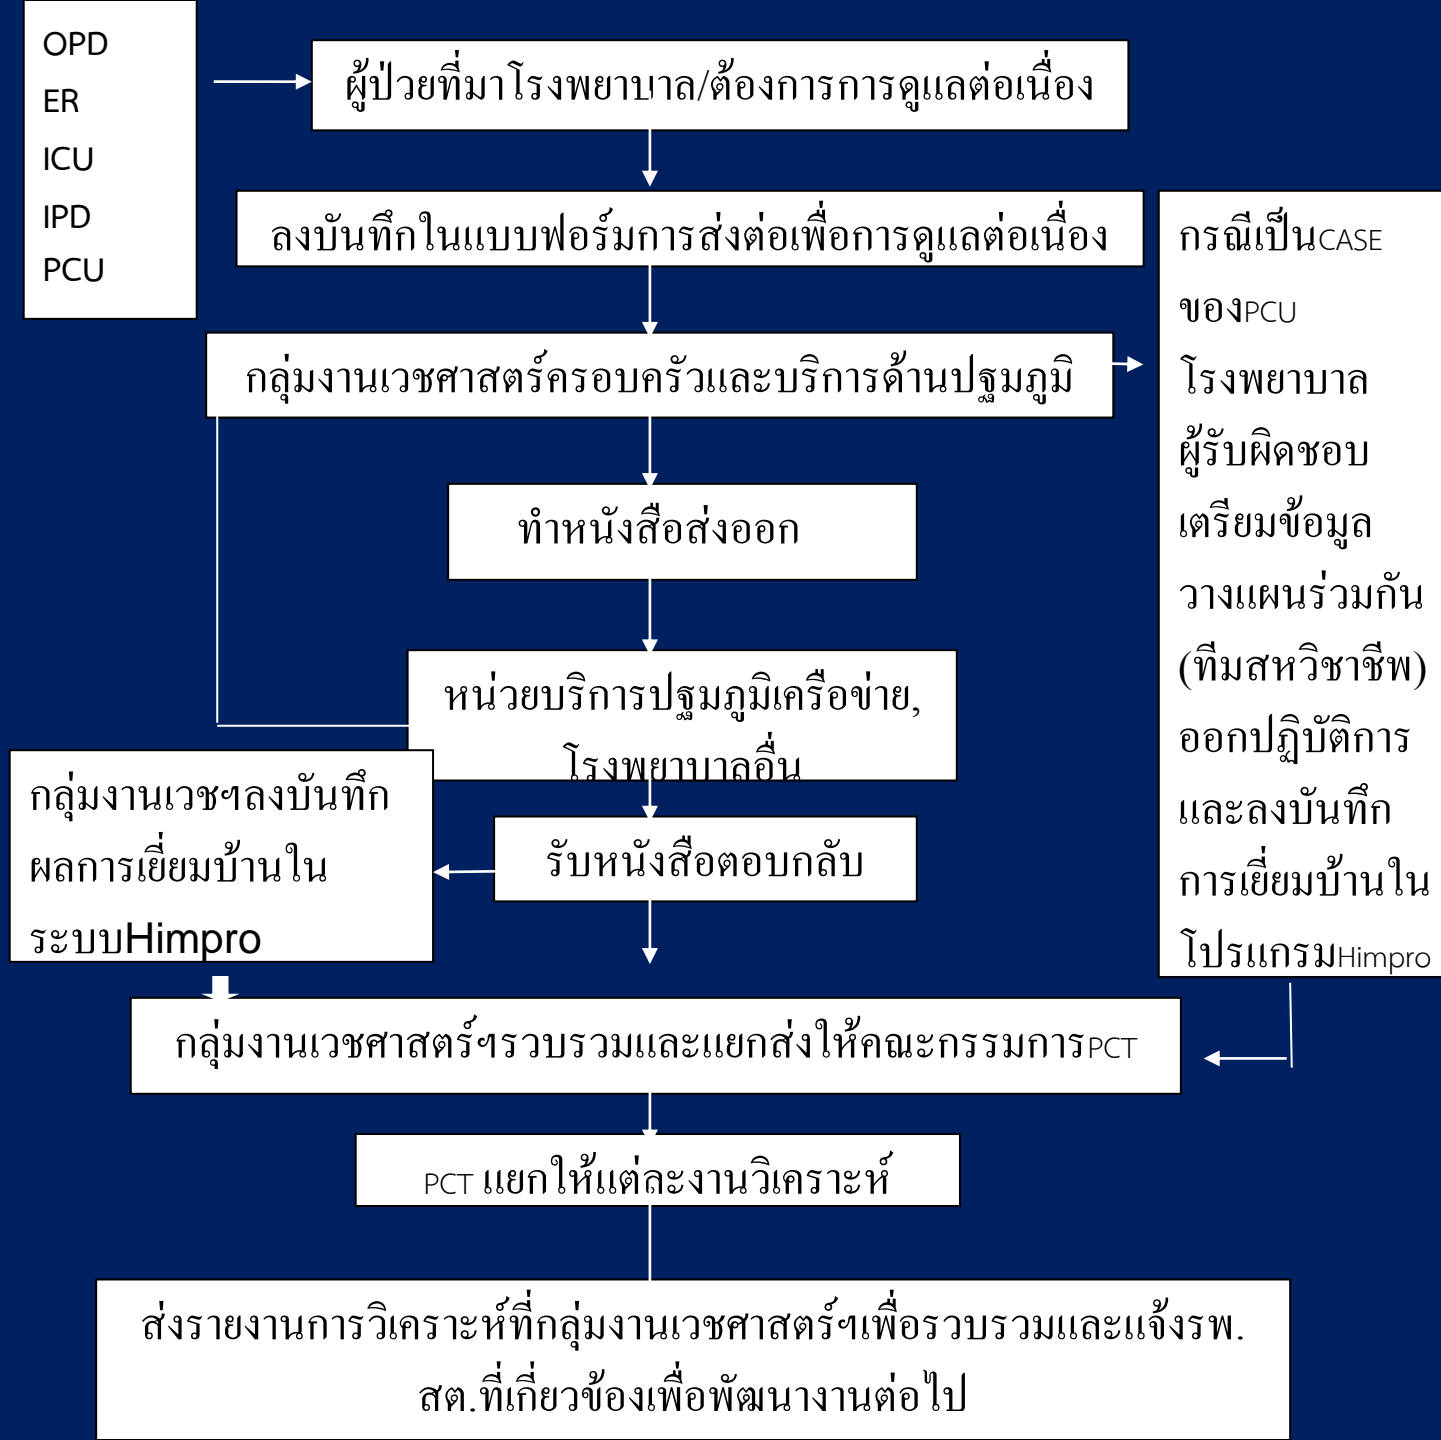 OPD
ER
ICU
IPD
PCU
ผู้ป่วยที่มาโรงพยาบาล/ต้องการการดูแลต่อเนื่อง
ลงบันทึกในแบบฟอร์มการส่งต่อเพื่อการดูแลต่อเนื่อง
กลุ่มงานเวชศาสตร์ครอบครัวและบริการด้านปฐมภูมิ
กรณีเป็นCASE
ของPCU
โรงพยาบาล
ผู้รับผิดชอบ
เตรียมข้อมูล
วางแผนร่วมกัน
(ทีมสหวิชาชีพ)
ออกปฏิบัติการ
และลงบันทึก
การเยี่ยมบ้านใน
โปรแกรมHimpro
ทำหนังสือส่งออก
หน่วยบริการปฐมภูมิเครือข่าย,
โรงพยาบาลอื่น
รับหนังสือตอบกลับ
กลุ่มงานเวชฯลงบันทึก
ผลการเยี่ยมบ้านใน
ระบบHimpro
กลุ่มงานเวชศาสตร์ฯรวบรวมและแยกส่งให้คณะกรรมการPCT
PCT แยกให้แต่ละงานวิเคราะห์
ส่งรายงานการวิเคราะห์ที่กลุ่มงานเวชศาสตร์ฯเพื่อรวบรวมและแจ้งรพ.
สต.ที่เกี่ยวข้องเพื่อพัฒนางานต่อไป